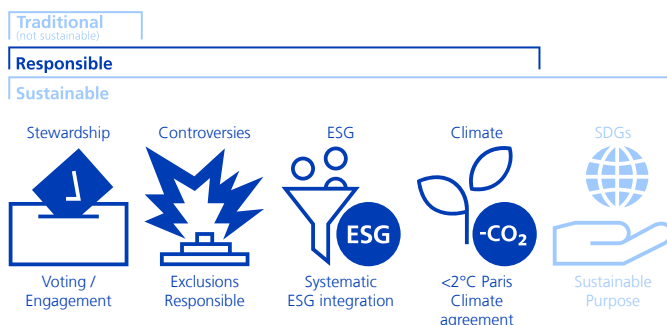 Traditional
(not sustainable)
Responsible
Sustainable
Stewardship
Controversies
ESG
Climate
SDGs
ESG
-CO₂
Voting /
Engagement
Exclusions
Responsible
Systematic
ESG integration
<2°C Paris
Climate
agreement
Sustainable
Purpose